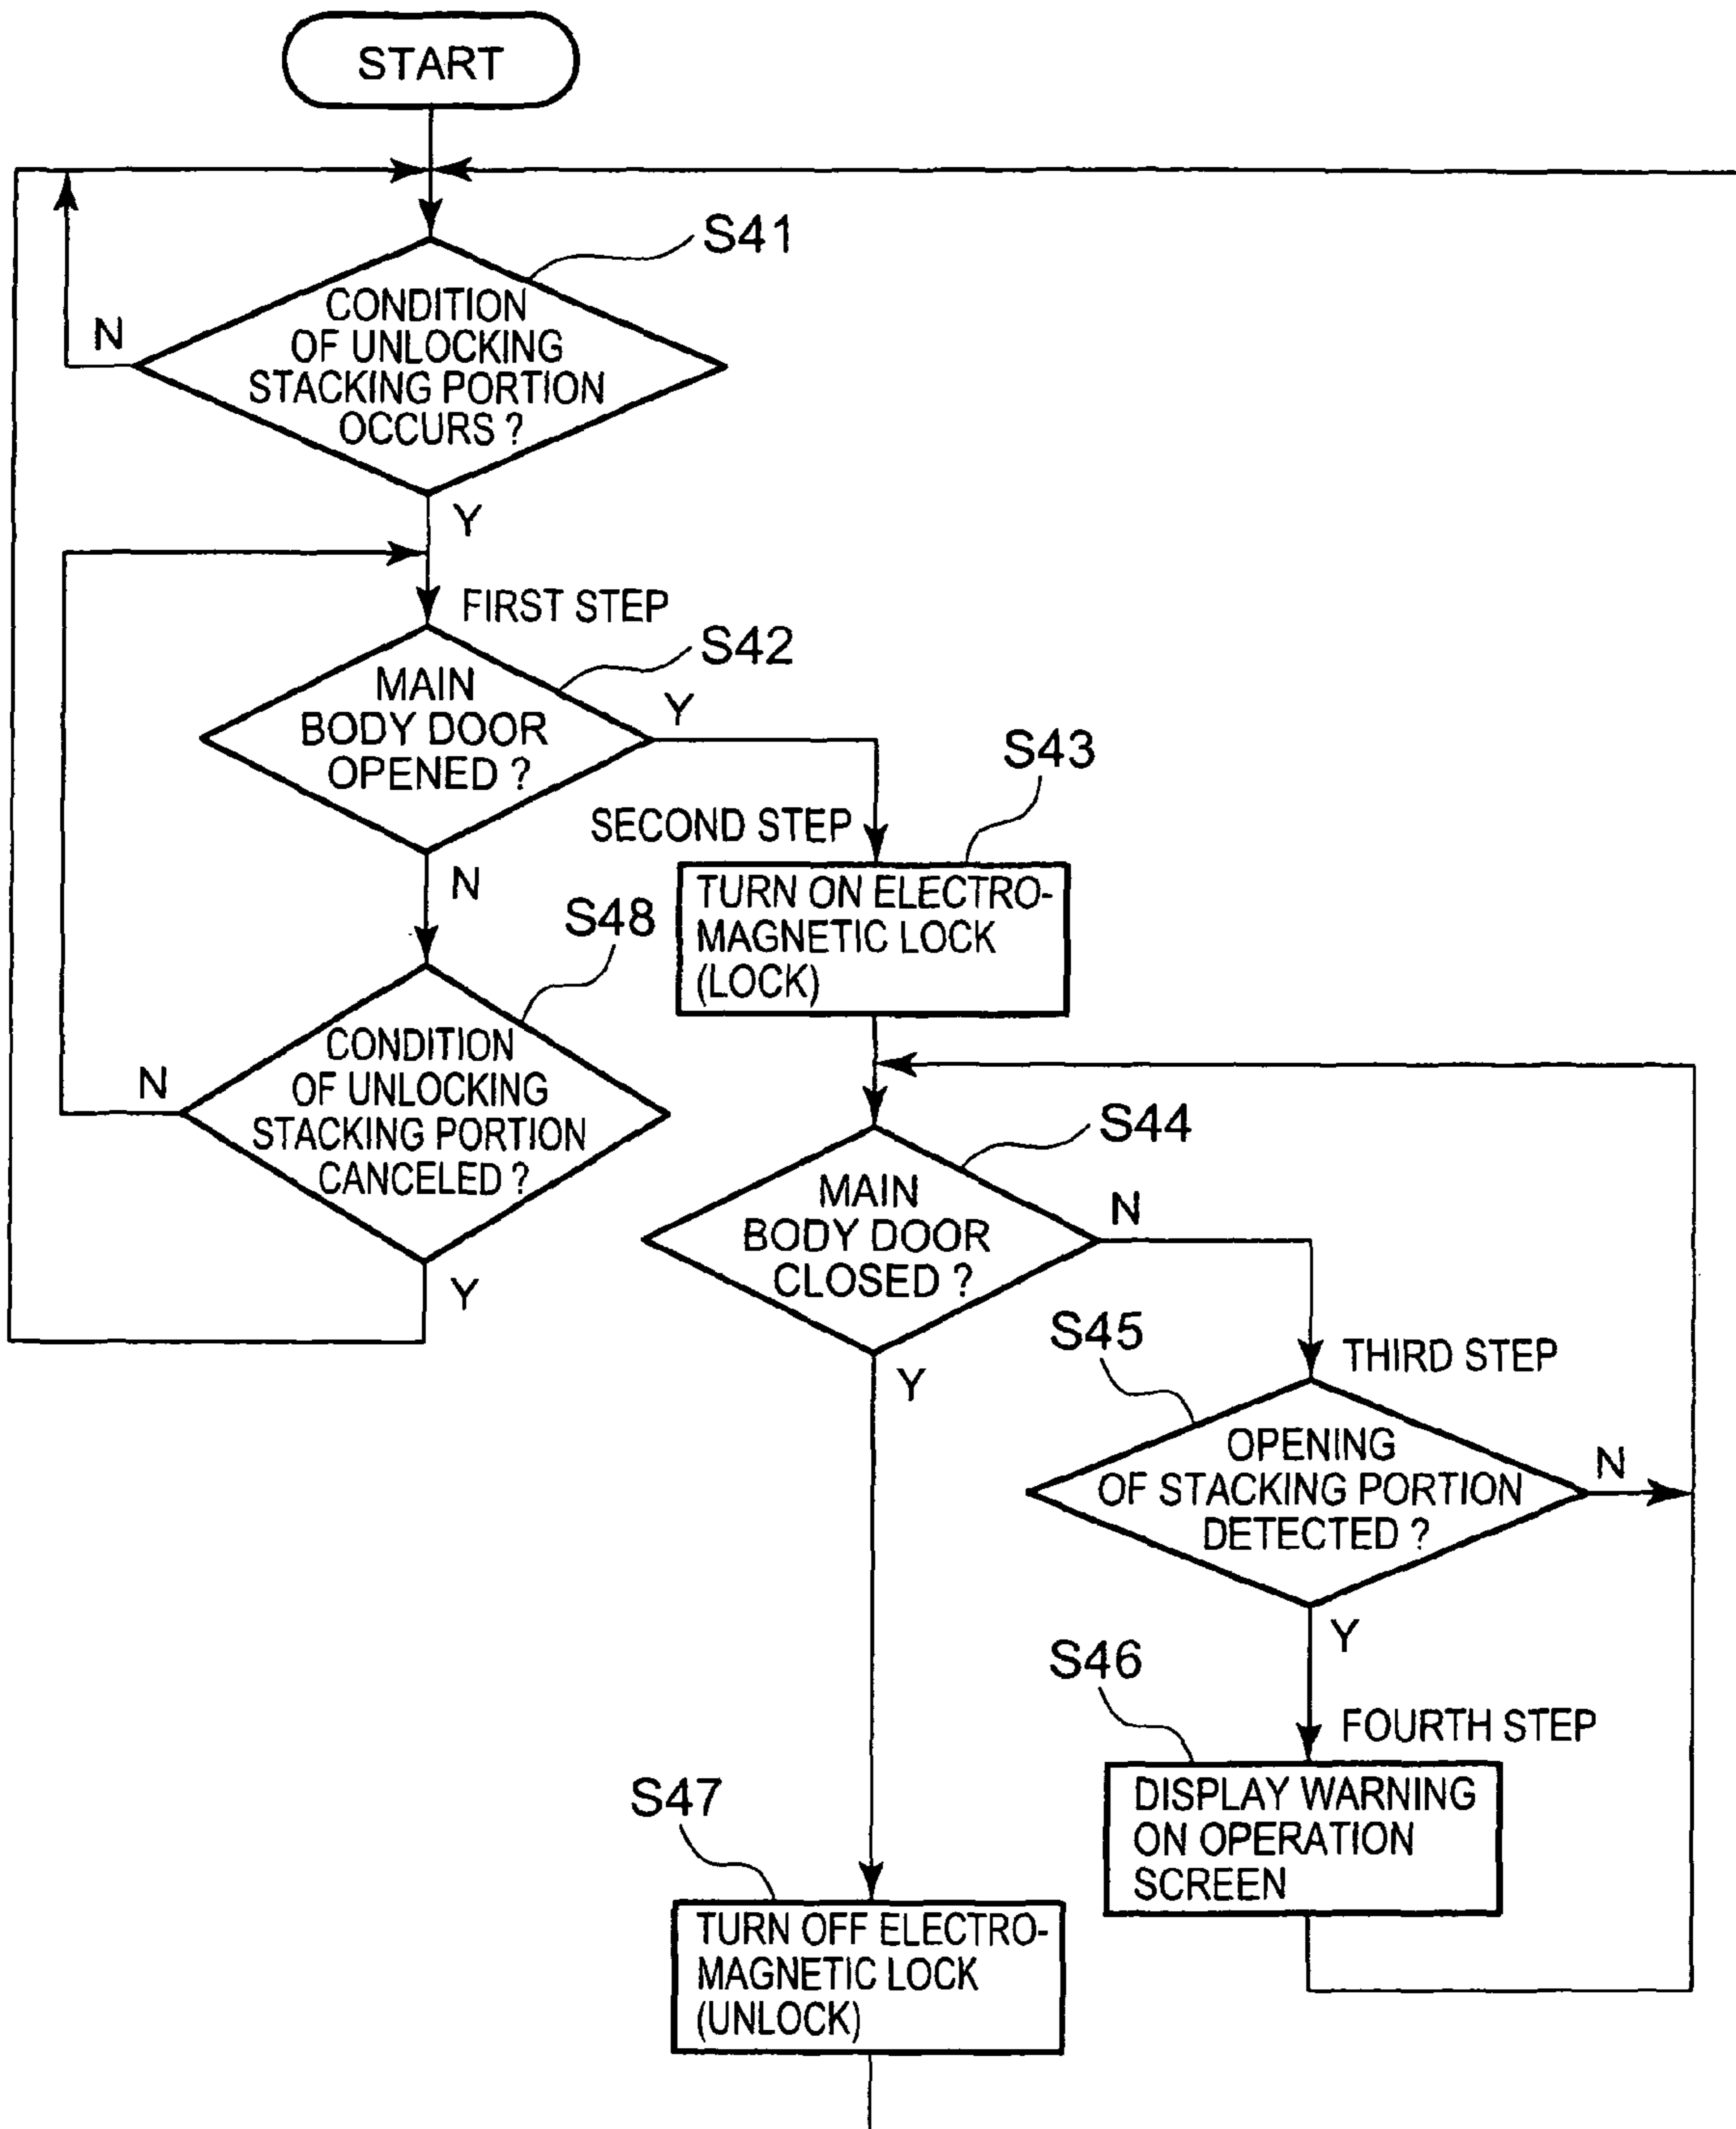 START
S41
CONDITION
OF UNLOCKING
STACKING PORTION
OCCURS ?
N
Y
FIRST STEP
S42
MAIN
BODY DOOR
OPENED ?
Y
N
SECOND STEP
S43
TURN ON ELECTRO-
MAGNETIC LOCK
(LOCK)
S48
CONDITION
OF UNLOCKING
STACKING PORTION
CANCELED ?
N
Y
S44
MAIN
BODY DOOR
CLOSED ?
N
Y
THIRD STEP
S45
OPENING
OF STACKING PORTION
DETECTED ?
N
Y
FOURTH STEP
S46
DISPLAY WARNING
ON OPERATION
SCREEN
S47
TURN OFF ELECTRO-
MAGNETIC LOCK
(UNLOCK)